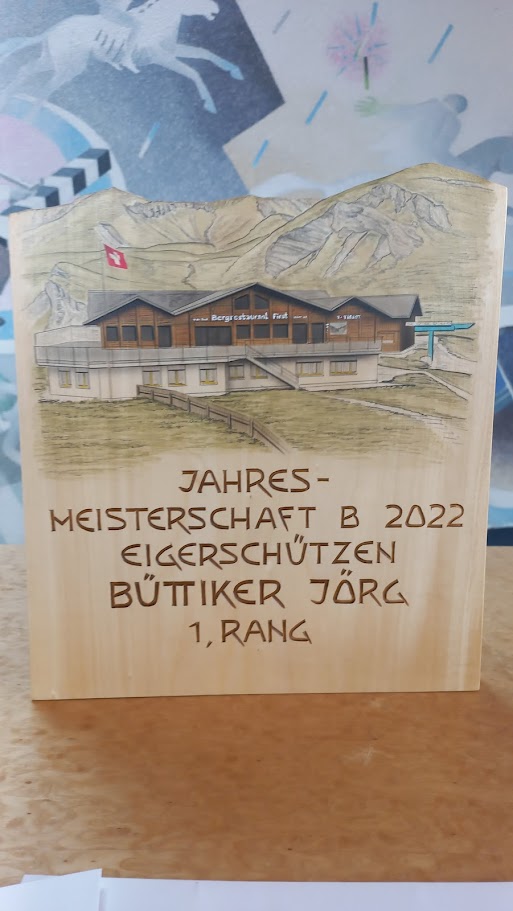 Bergrestaurant First
JAHRES-
MEISTERSCHAFT B 2022
EIGERSCHÜTZEN
BÜTTIKER JÖRG
1, RANG